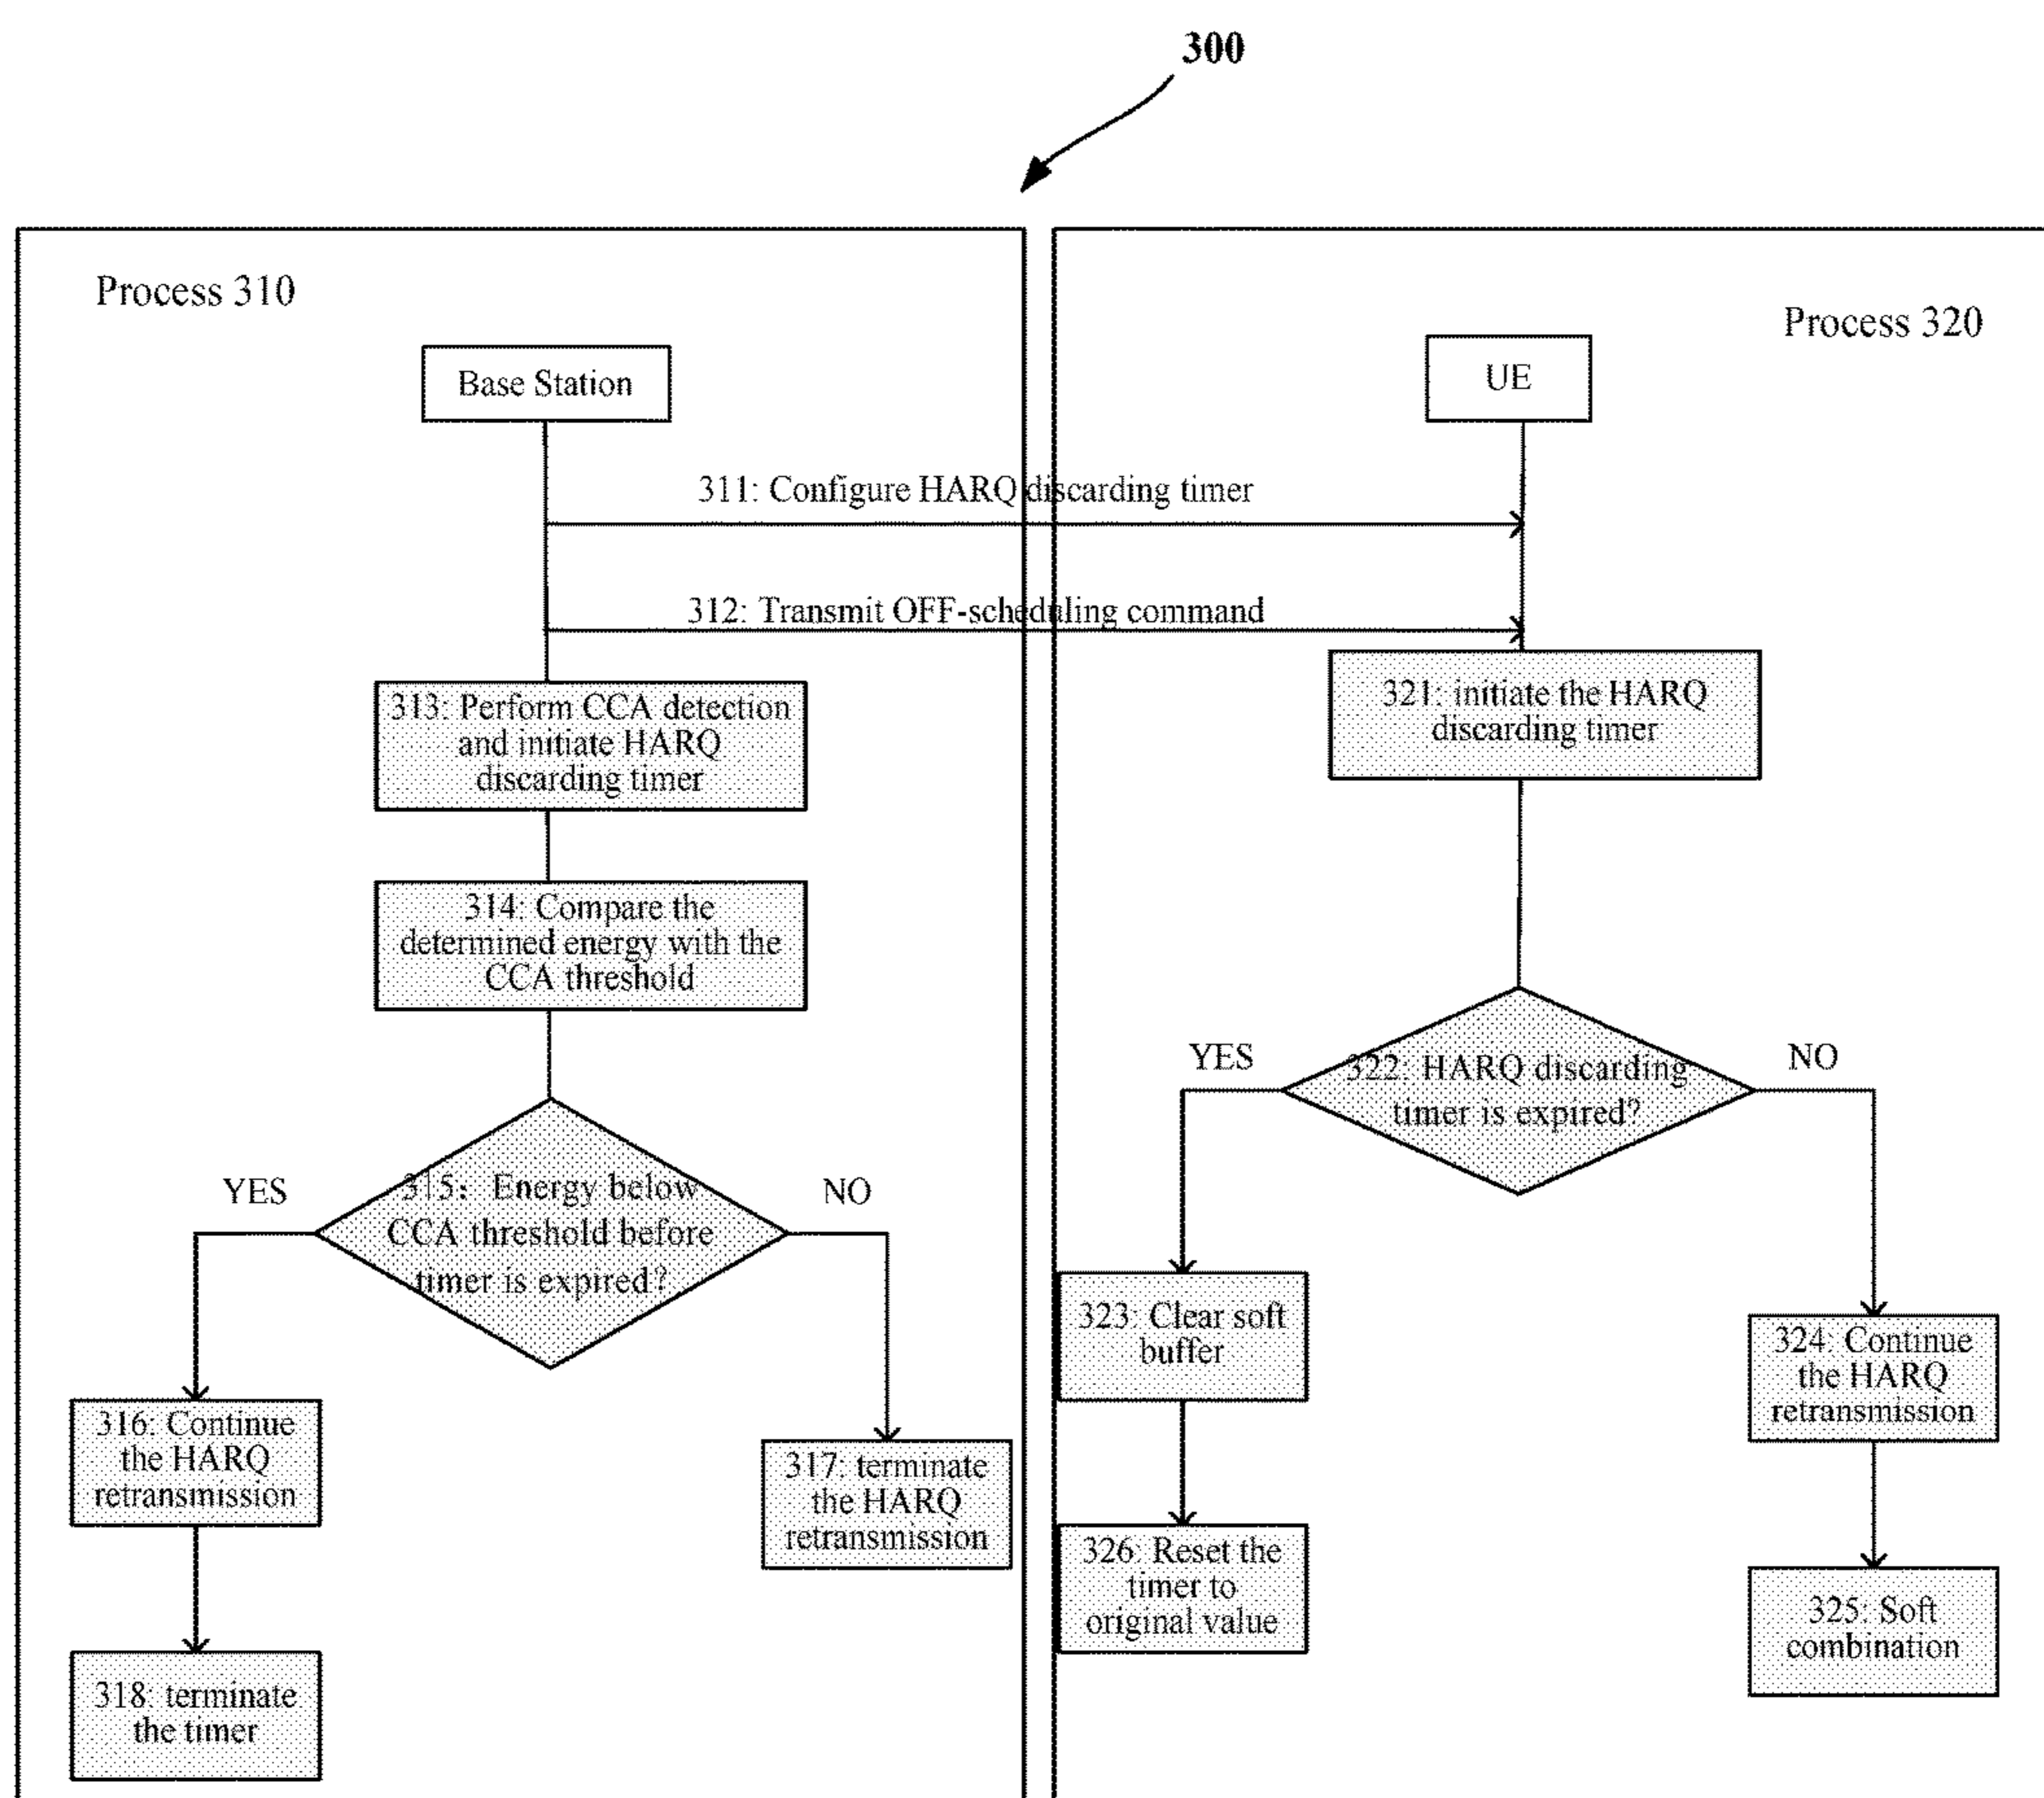 300
Process 310
Process 320
Base Station
UE
311: Configure HARQ discarding timer
312: Transmit OFF-scheduling command
313: Perform CCA detection
and initiate HARQ
discarding timer
321: initiate the HARQ
discarding timer
314: Compare the
determined energy with the
CCA threshold
YES
322: HARQ discarding
timer is expired?
NO
YES
315: Energy below
CCA threshold before
timer is expired?
NO
323: Clear soft
buffer
324: Continue
the HARQ
retransmission
316: Continue
the HARQ
retransmission
317: terminate
the HARQ
retransmission
326: Reset the
timer to
original value
325: Soft
combination
318: terminate
the timer